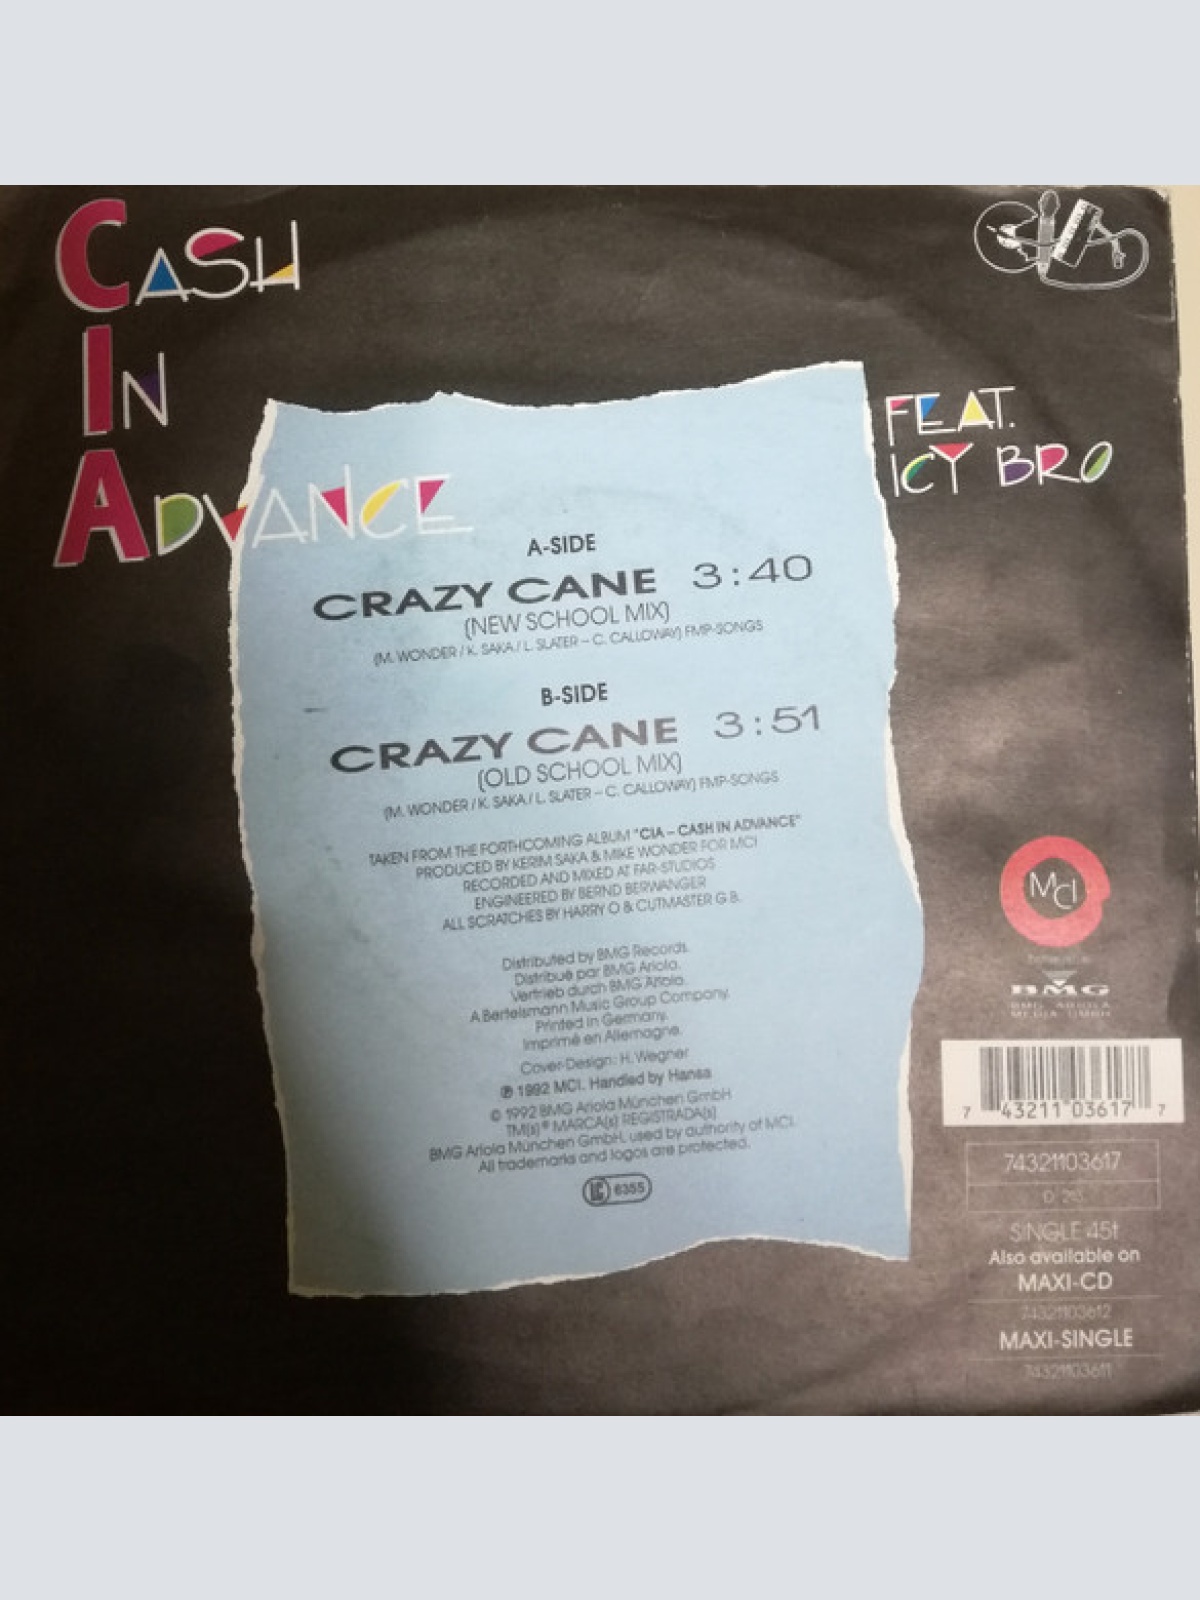 CASH
IN
ADVANCE
FEAT.
ICY BRO
A-SIDE
CRAZY CANE 3:40
(NEW SCHOOL MIX)
(M. WONDER / K. SAKA / L. SLATER – C. CALLOWAY) FMP-SONGS
B-SIDE
CRAZY CANE 3:51
(OLD SCHOOL MIX)
(M. WONDER / K. SAKA / L. SLATER – C. CALLOWAY) FMP-SONGS
TAKEN FROM THE FORTHCOMING ALBUM "CIA – CASH IN ADVANCE"
PRODUCED BY KERIM SAKA & MIKE WONDER FOR MCI
RECORDED AND MIXED AT FAR-STUDIOS
ENGINEERED BY BERND BERWANGER
ALL SCRATCHES BY HARRY O & CUTMASTER G B.
Distributed by BMG Records.
Distribué par BMG Ariola.
Vertrieb durch BMG Ariola.
A Bertelsmann Music Group Company.
Printed in Germany.
Imprimé en Allemagne.
Cover-Design: H. Wegner
℗ 1992 MCI. Handled by Hansa
© 1992 BMG Ariola München GmbH
TM(s) ® MARCA(s) REGISTRADA(s)
BMG Ariola München GmbH, used by authority of MCI.
All trademarks and logos are protected.
LC 6355
MCI
BMG
BMG ARIOLA
MEDIA GMBH
7 43211 03617 7
74321103617
SINGLE 45t
Also available on
MAXI-CD
74321103612
MAXI-SINGLE
74321103611